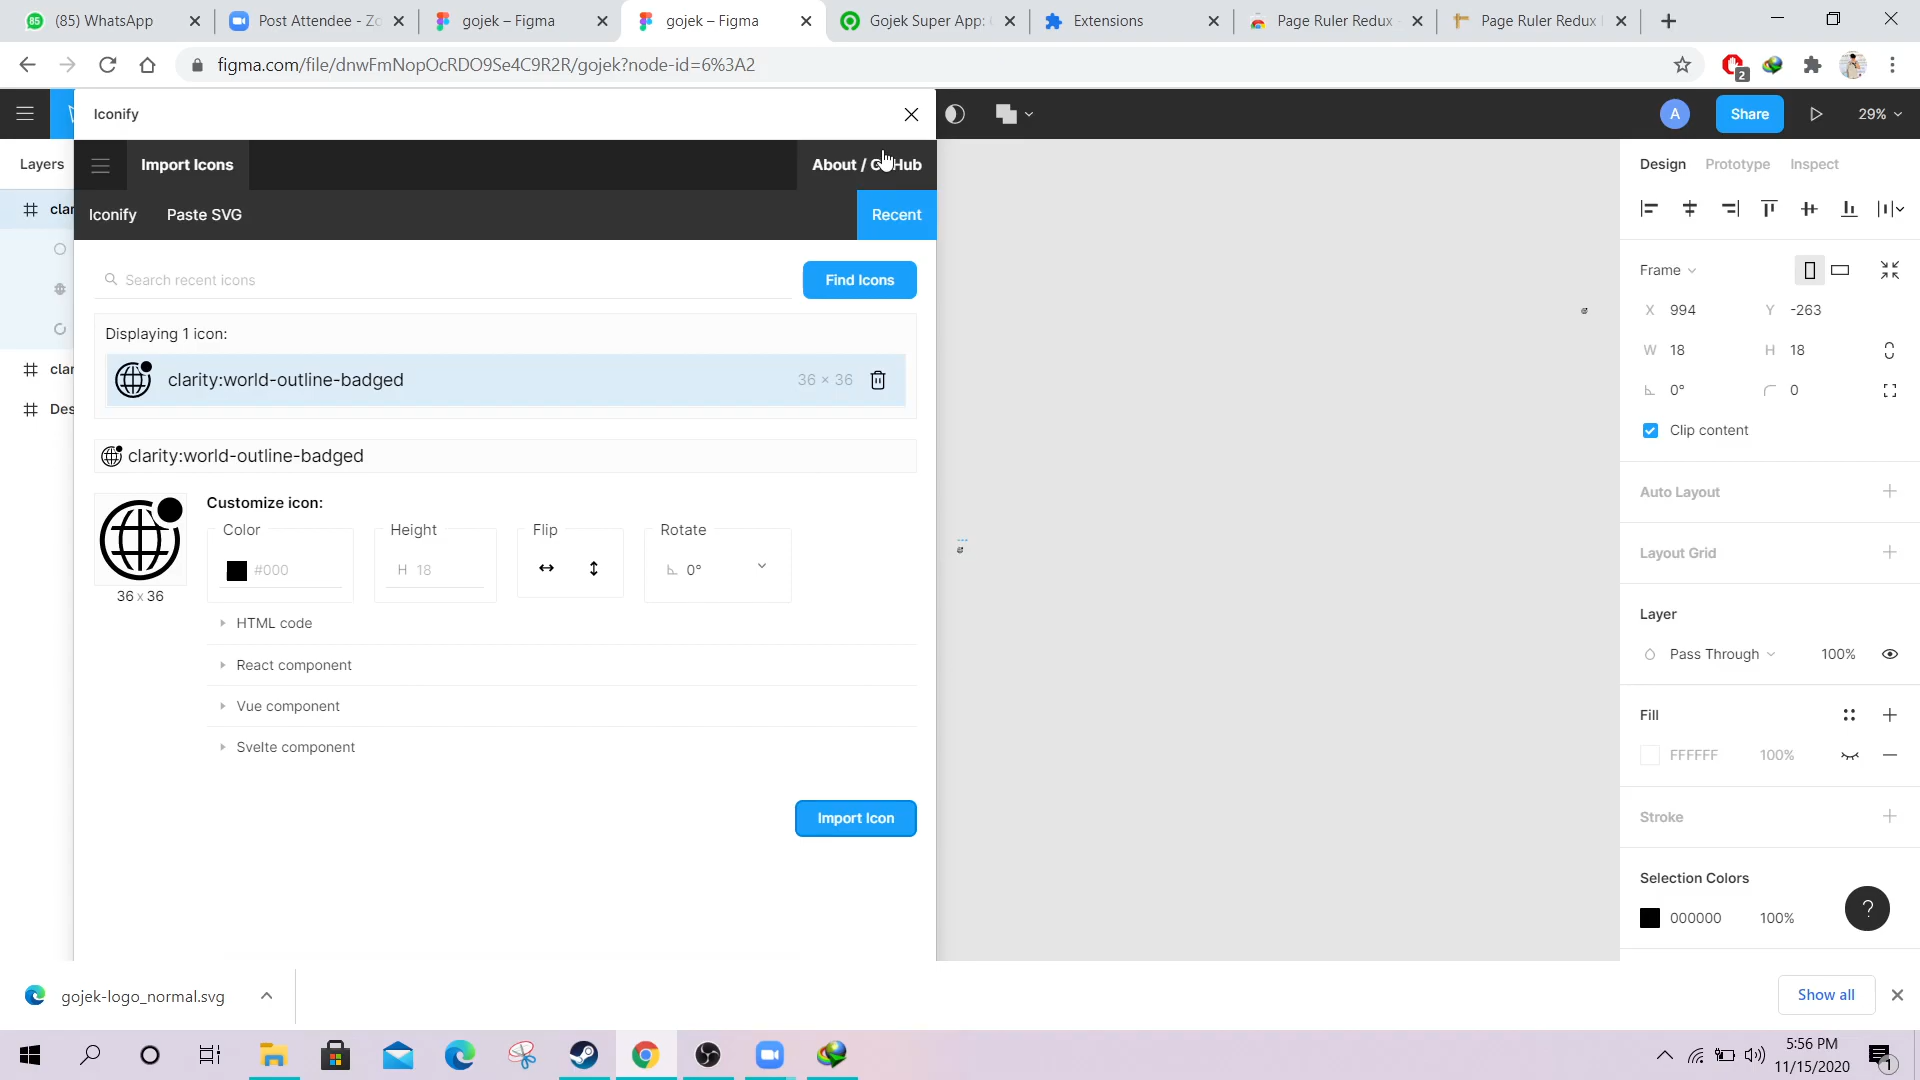 (85) WhatsApp
Post Attendee - Zo
gojek – Figma
gojek – Figma
Gojek Super App:
Extensions
Page Ruler Redux
Page Ruler Redux
figma.com/file/dnwFmNopOcRDO9Se4C9R2R/gojek?node-id=6%3A2
2
Iconify
A
Share
29%
Layers
Import Icons
About / GitHub
Design
Prototype
Inspect
Iconify
Paste SVG
Recent
clar
Search recent icons
Find Icons
Frame
X 994
Y -263
Displaying 1 icon:
W 18
H 18
clar
clarity:world-outline-badged
36 × 36
0°
0
Des
Clip content
clarity:world-outline-badged
Auto Layout
Customize icon:
Color
Height
Flip
Rotate
#000
H 18
0°
Layout Grid
36 x 36
HTML code
Layer
React component
Pass Through
100%
Vue component
Fill
Svelte component
FFFFFF
100%
Import Icon
Stroke
Selection Colors
000000
100%
?
gojek-logo_normal.svg
Show all
5:56 PM
11/15/2020
1